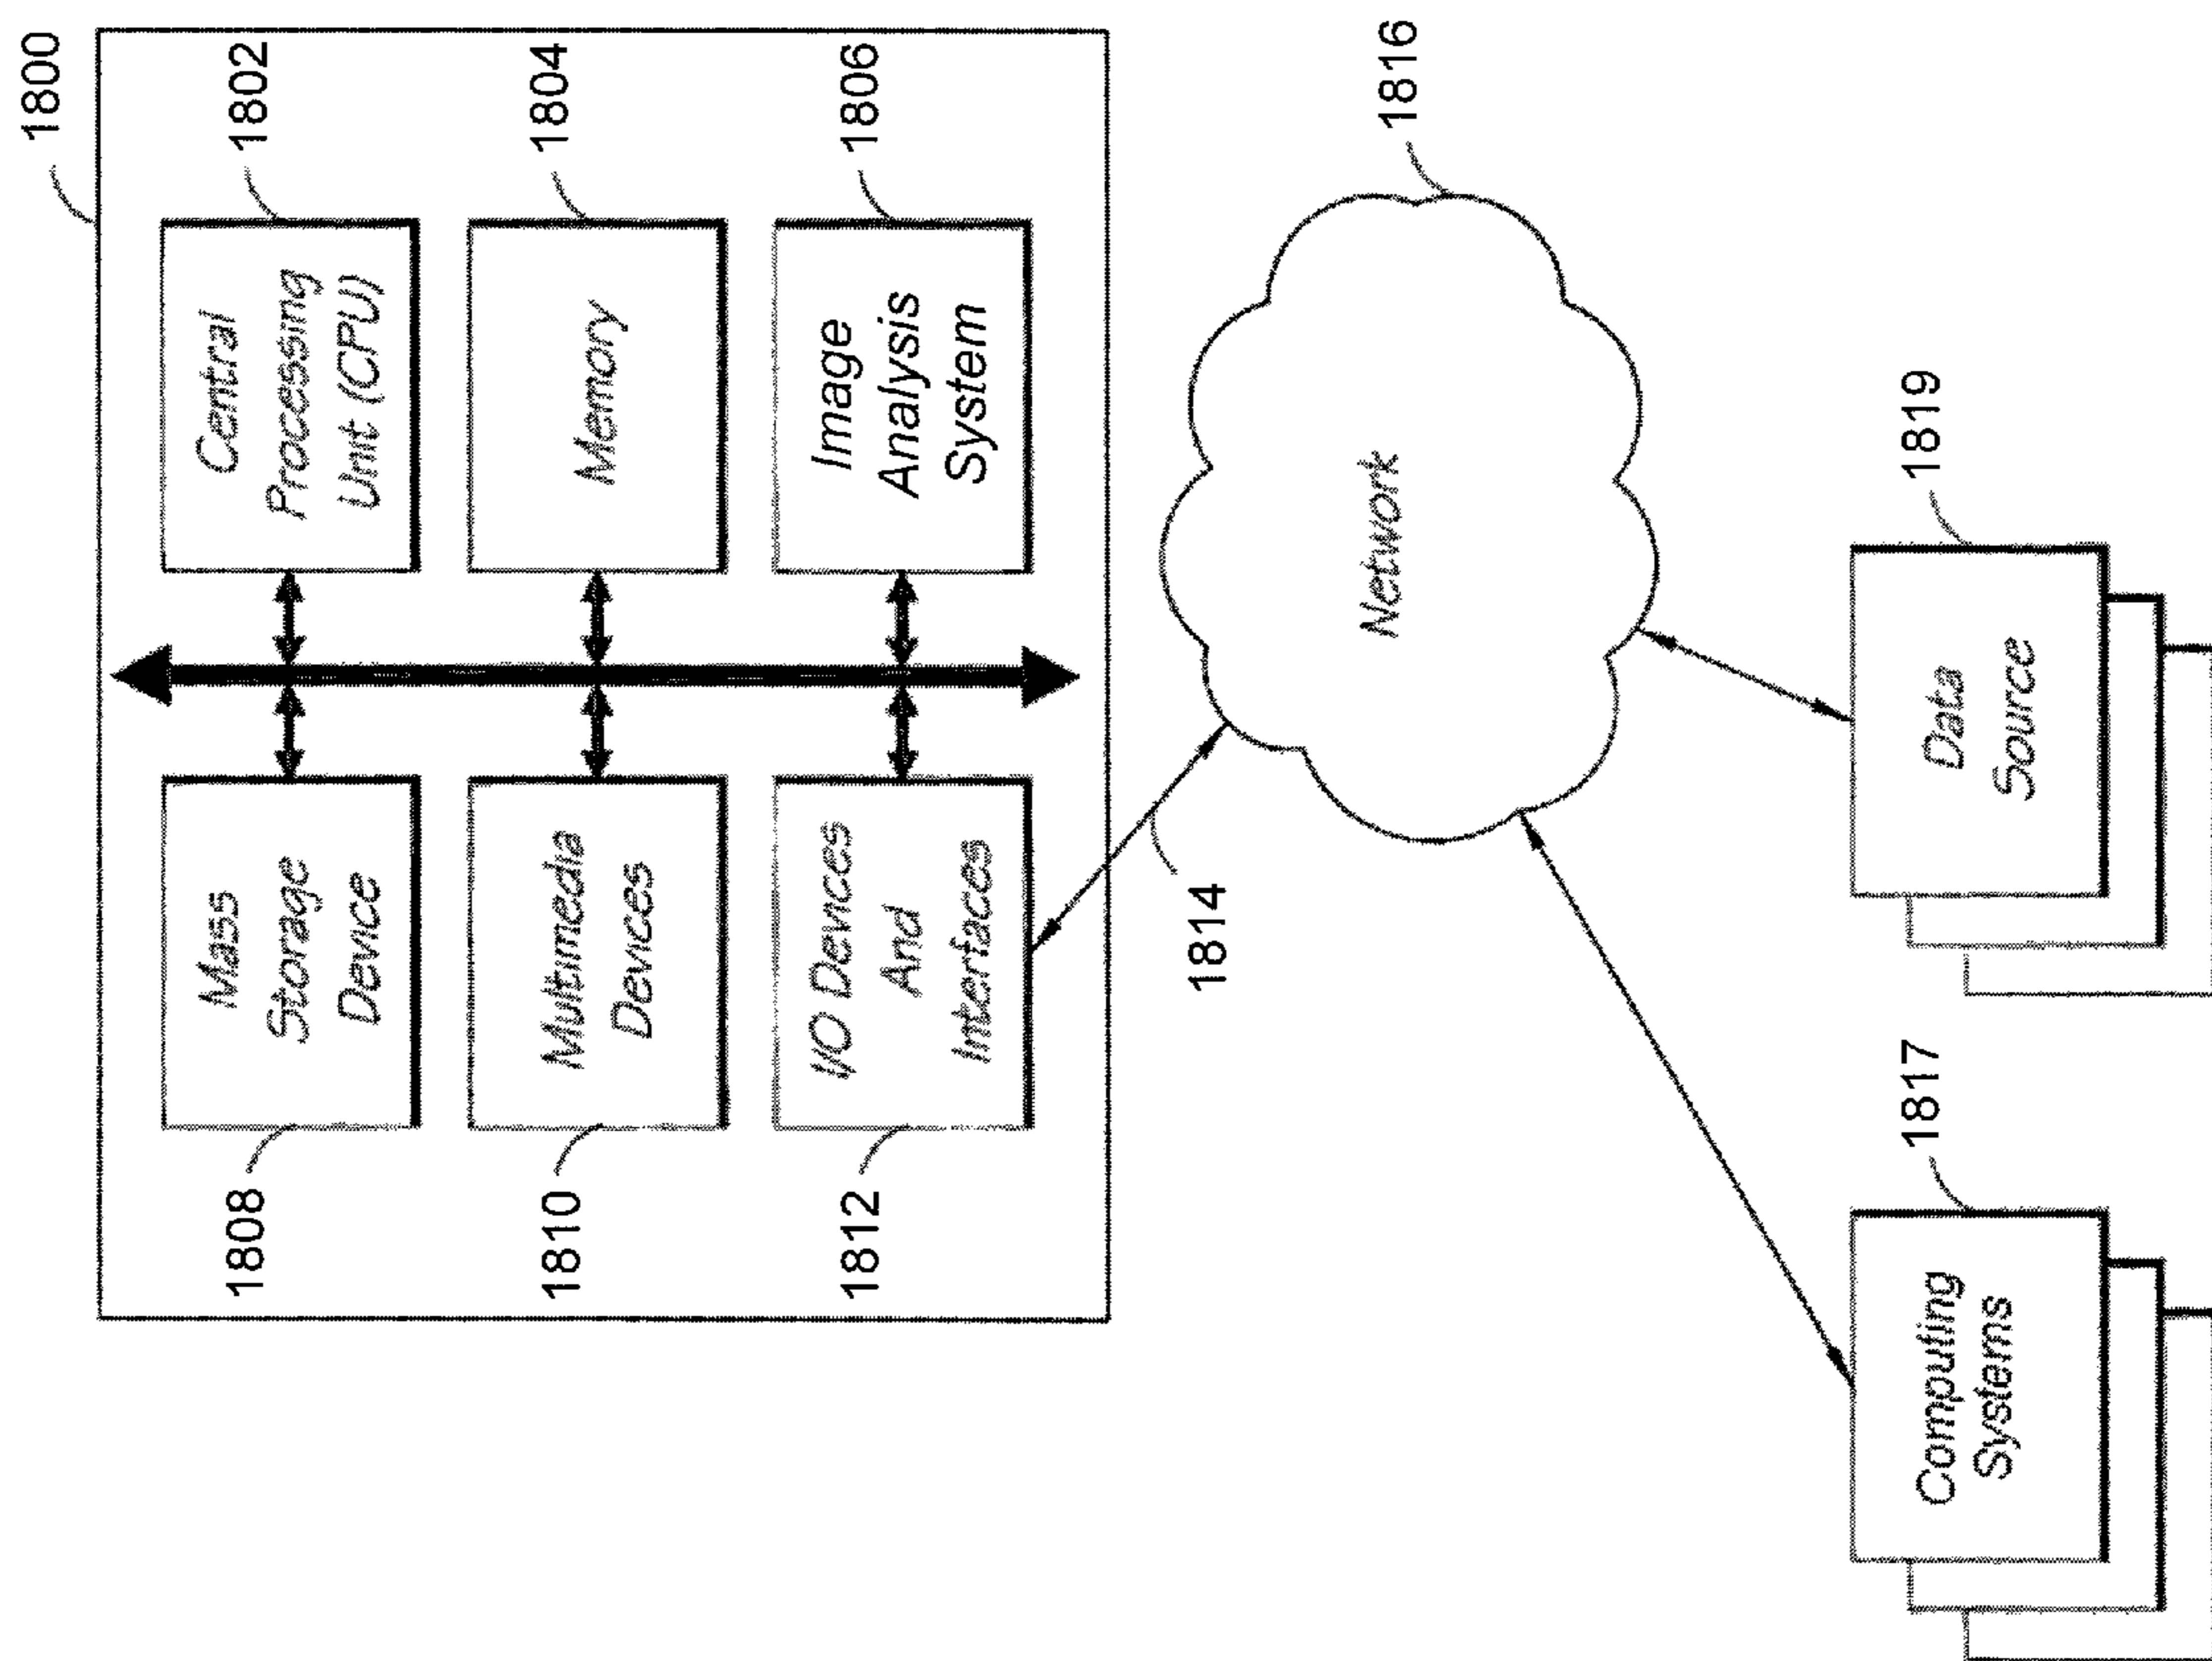 1800
Mass
Storage
Device
1808
Central
Processing
Unit (CPU)
1802
Multimedia
Devices
1810
Memory
1804
I/O Devices
And
Interfaces
1812
Image
Analysis
System
1806
1814
Network
1816
Computing
Systems
1817
Data
Source
1819